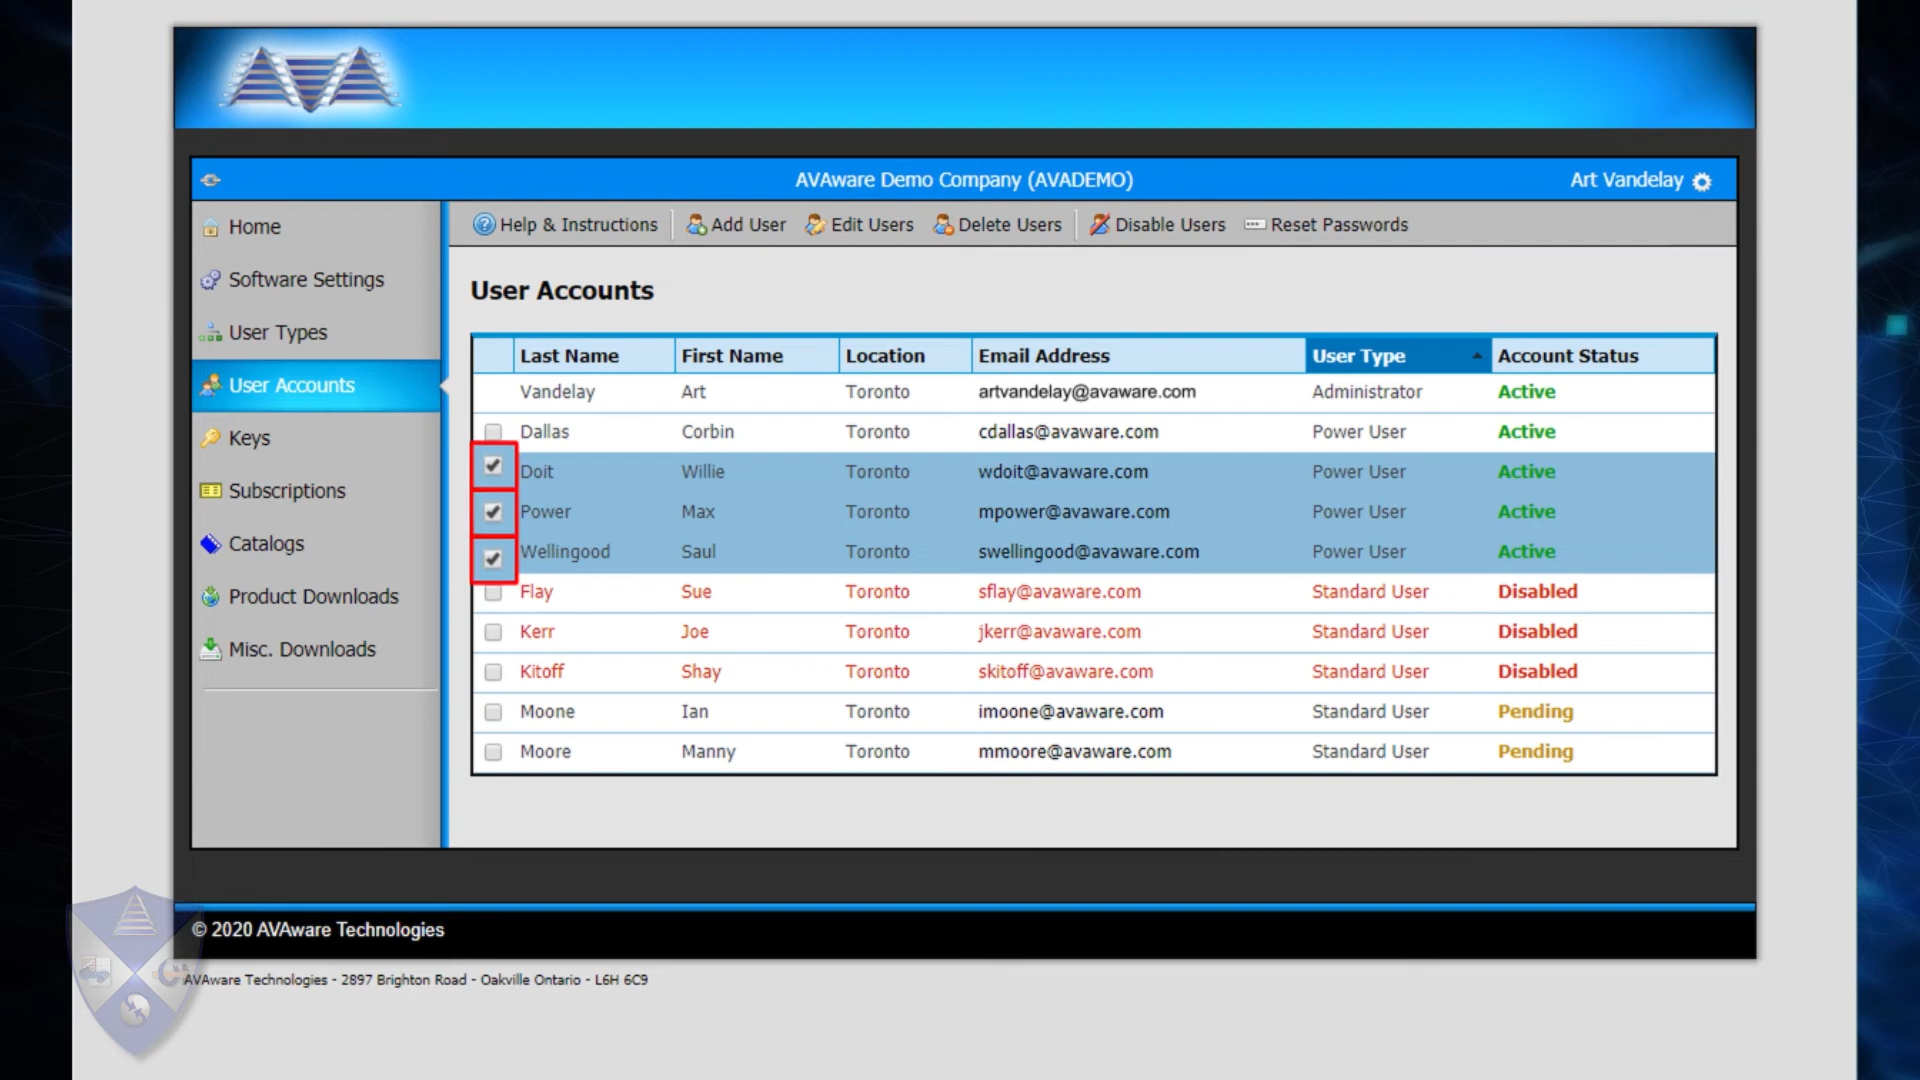 AVAware Demo Company (AVADEMO)
Art Vandelay
Home
Software Settings
User Types
User Accounts
Keys
Subscriptions
Catalogs
Product Downloads
Misc. Downloads
Help & Instructions Add User Edit Users Delete Users Disable Users Reset Passwords
User Accounts
Last Name First Name Location Email Address User Type Account Status
Vandelay Art Toronto artvandelay@avaware.com Administrator Active
Dallas Corbin Toronto cdallas@avaware.com Power User Active
Doit Willie Toronto wdoit@avaware.com Power User Active
Power Max Toronto mpower@avaware.com Power User Active
Wellingood Saul Toronto swellingood@avaware.com Power User Active
Flay Sue Toronto sflay@avaware.com Standard User Disabled
Kerr Joe Toronto jkerr@avaware.com Standard User Disabled
Kitoff Shay Toronto skitoff@avaware.com Standard User Disabled
Moone Ian Toronto imoone@avaware.com Standard User Pending
Moore Manny Toronto mmoore@avaware.com Standard User Pending
© 2020 AVAware Technologies
AVAware Technologies - 2897 Brighton Road - Oakville Ontario - L6H 6C9